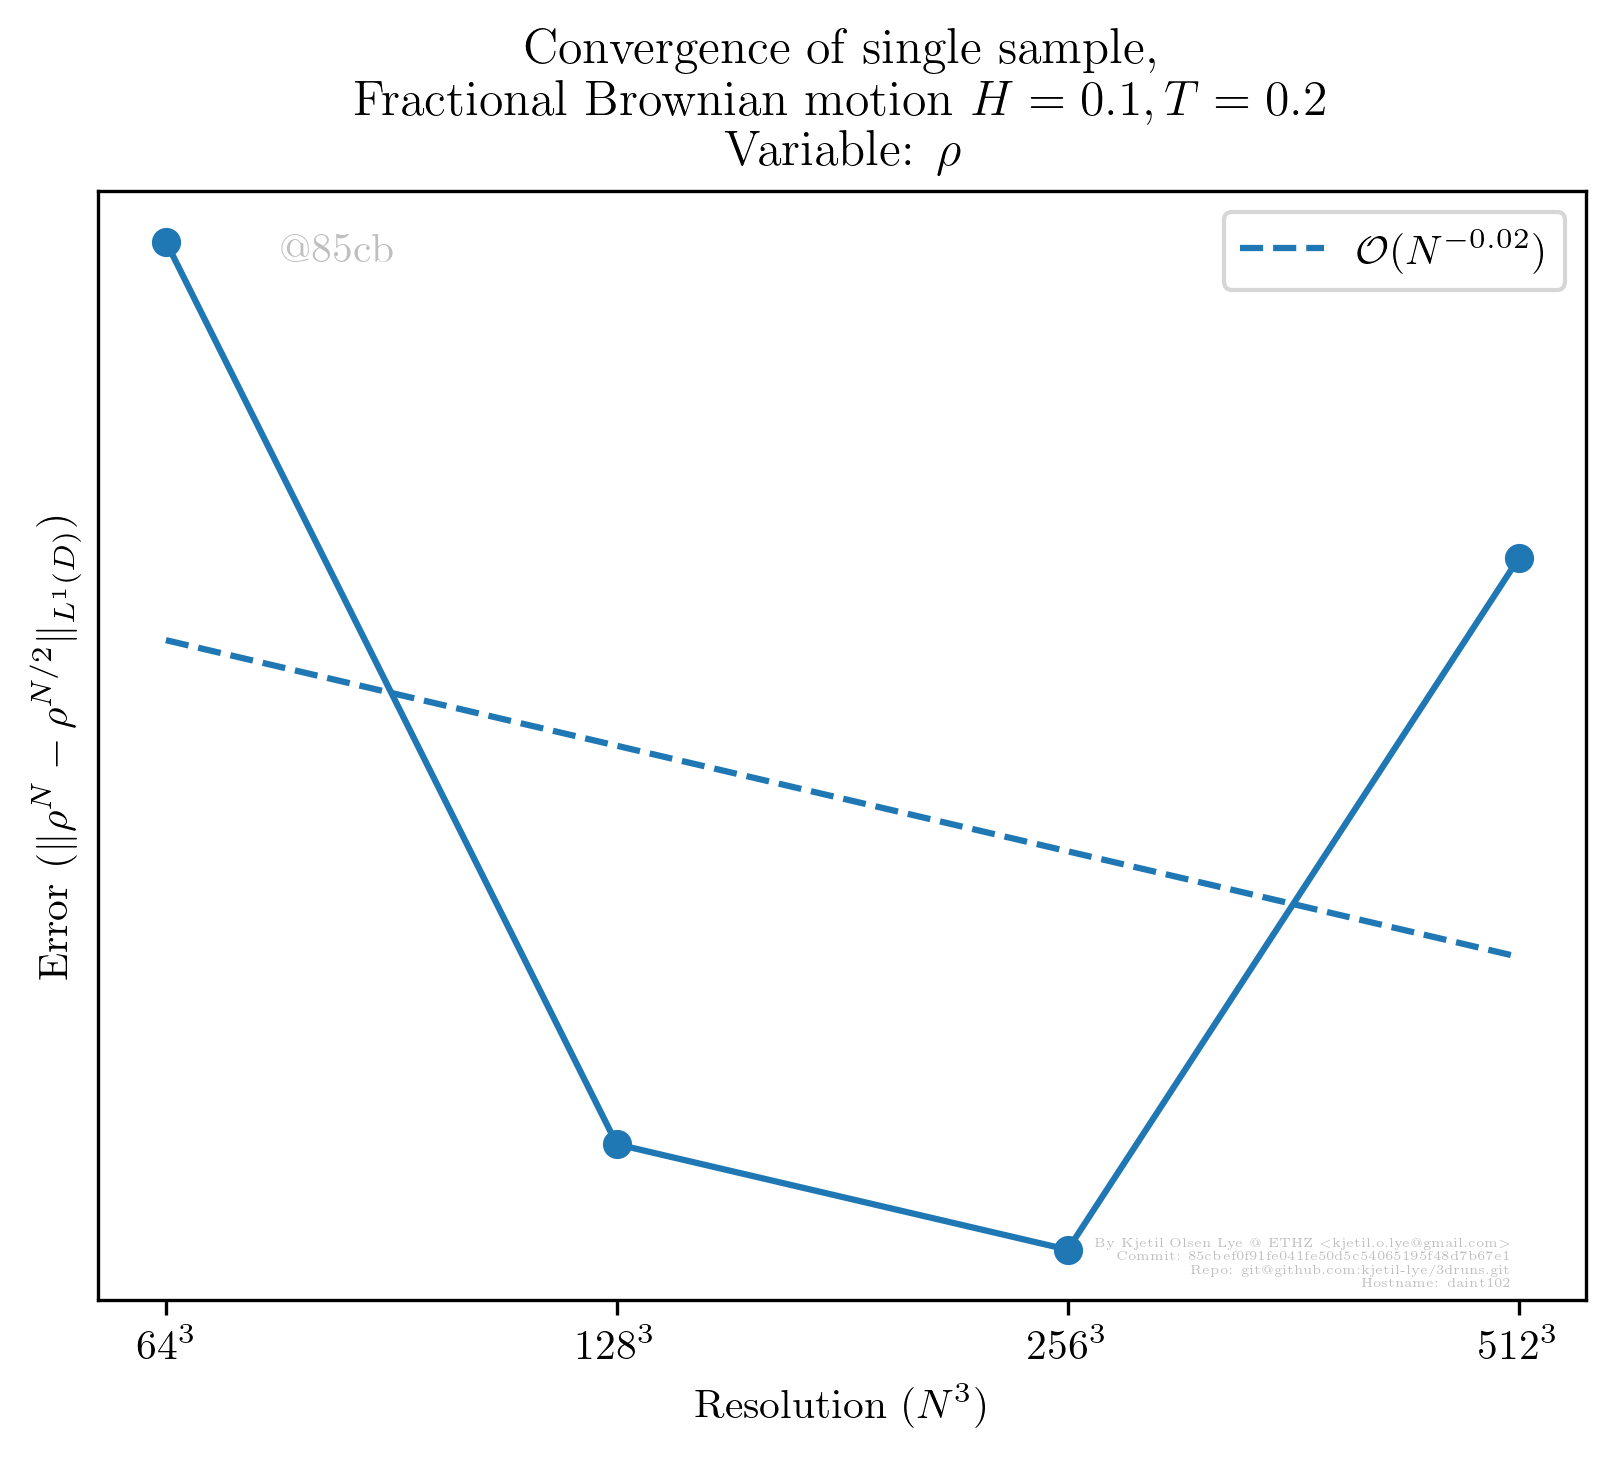 Convergence of single sample,
Fractional Brownian motion H = 0.1, T = 0.2
Variable: ρ
@85cb
𝒪(N^{-0.02})
Error (||ρ^N − ρ^{N/2}||_{L^1(D)})
By Kjetil Olsen Lye @ ETHZ <kjetil.o.lye@gmail.com>
Commit: 85cbef0f91fe041fe50d5c54065195f48d7b67e1
Repo: git@github.com:kjetil-lye/3druns.git
Hostname: daint102
64^3 128^3 256^3 512^3
Resolution (N^3)